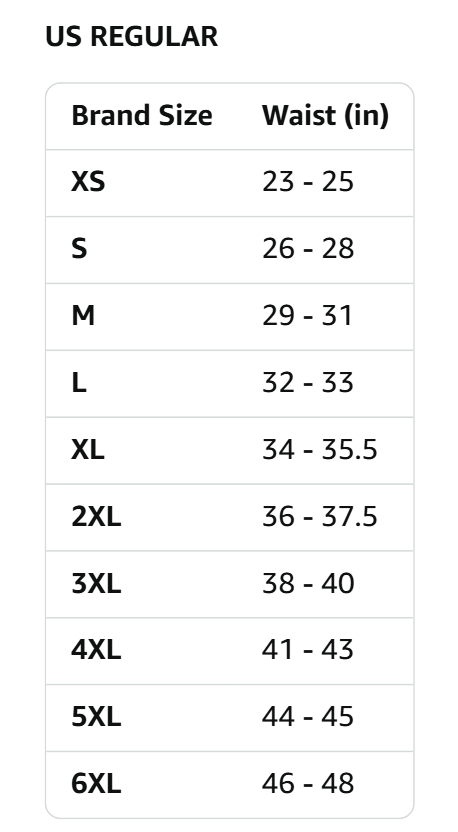 US REGULAR
Brand Size Waist (in)
XS 23 - 25
S 26 - 28
M 29 - 31
L 32 - 33
XL 34 - 35.5
2XL 36 - 37.5
3XL 38 - 40
4XL 41 - 43
5XL 44 - 45
6XL 46 - 48